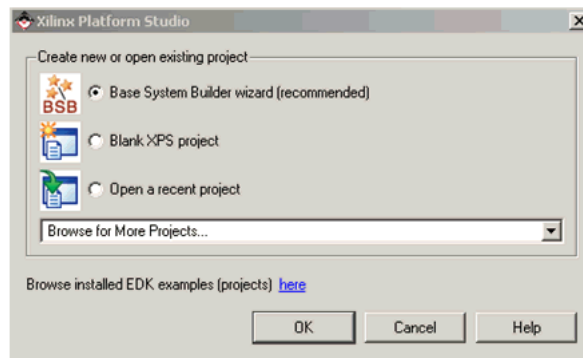 Xilinx Platform Studio
Create new or open existing project
BSB
Base System Builder wizard (recommended)
Blank XPS project
Open a recent project
Browse for More Projects...
Browse installed EDK examples (projects) here
OK Cancel Help